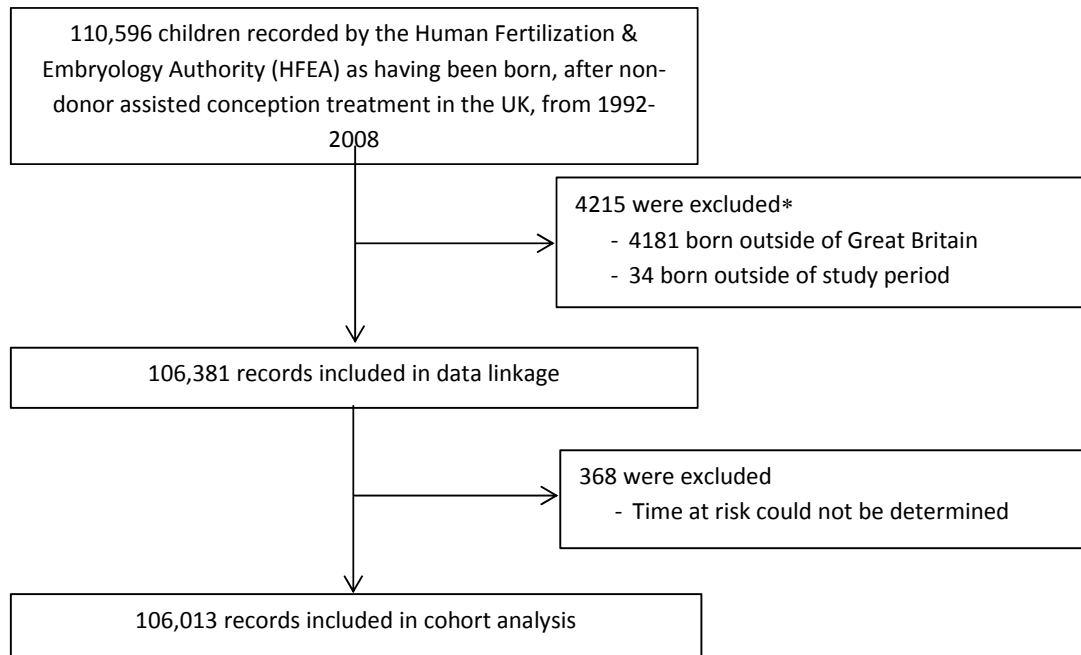 110,596 children recorded by the Human Fertilization &
Embryology Authority (HFEA) as having been born, after non-
donor assisted conception treatment in the UK, from 1992-
2008
4215 were excluded*
- 4181 born outside of Great Britain
- 34 born outside of study period
106,381 records included in data linkage
368 were excluded
- Time at risk could not be determined
106,013 records included in cohort analysis